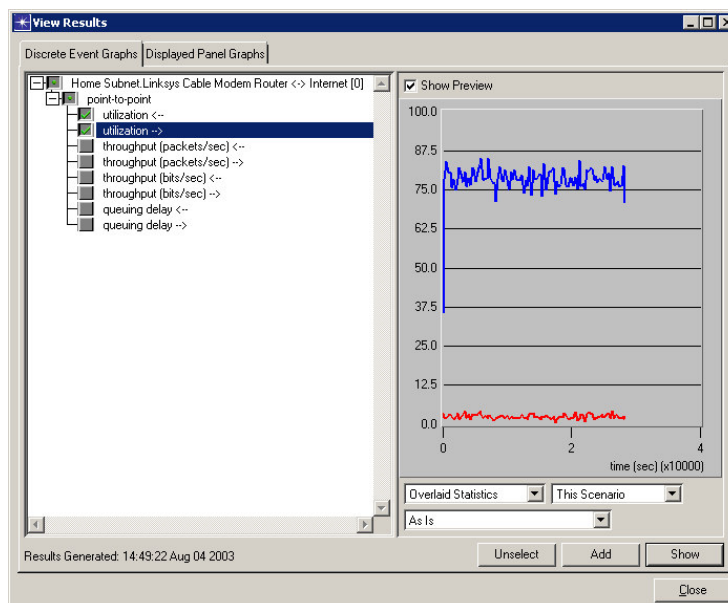 View Results
Discrete Event Graphs Displayed Panel Graphs
Home Subnet.Linksys Cable Modem Router <-> Internet [0]
point-to-point
utilization <--
utilization -->
throughput (packets/sec) <--
throughput (packets/sec) -->
throughput (bits/sec) <--
throughput (bits/sec) -->
queuing delay <--
queuing delay -->
Show Preview
100.0
87.5
75.0
62.5
50.0
37.5
25.0
12.5
0.0
0 2 4
time (sec) (x10000)
Overlaid Statistics This Scenario
As Is
Results Generated: 14:49:22 Aug 04 2003
Unselect Add Show
Close